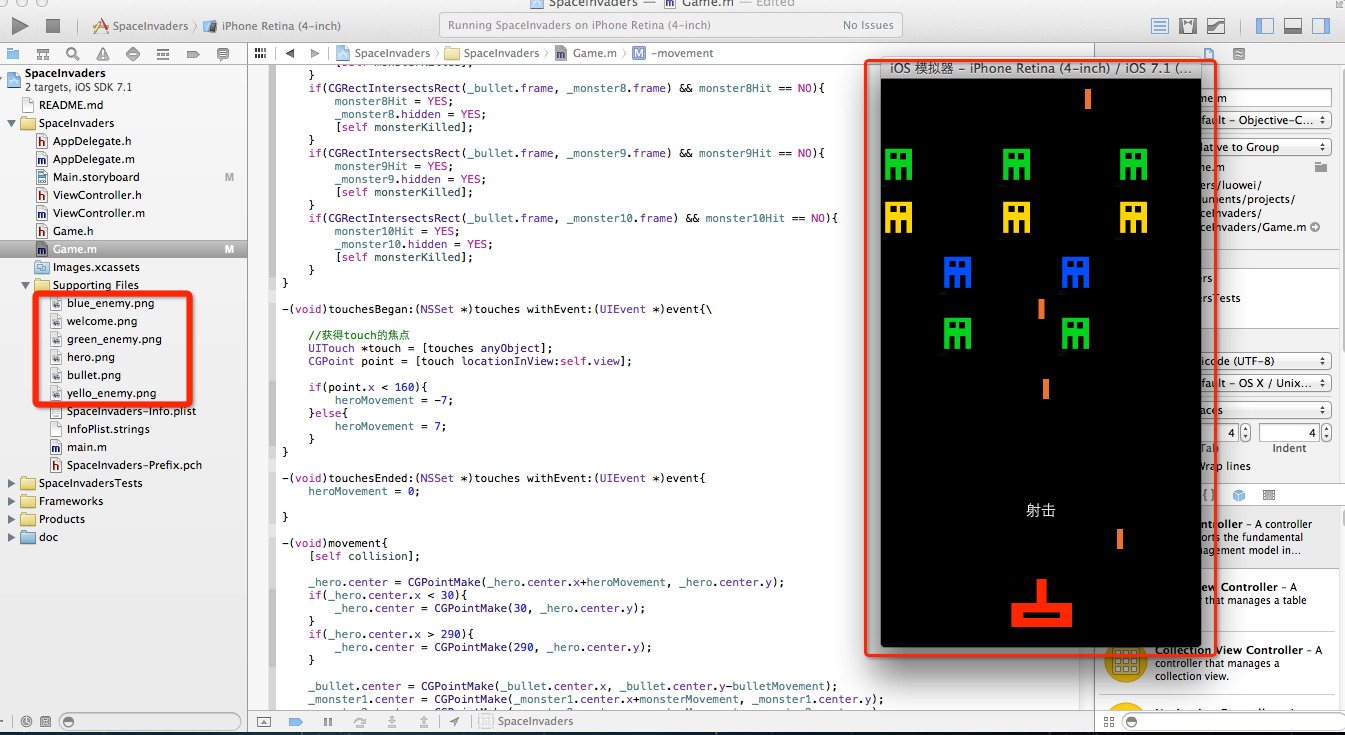 SpaceInvaders — Game.m — Edited
SpaceInvaders 〉 iPhone Retina (4-inch)
Running SpaceInvaders on iPhone Retina (4-inch)
No Issues
SpaceInvaders
2 targets, iOS SDK 7.1
README.md
SpaceInvaders
AppDelegate.h
AppDelegate.m
Main.storyboard M
ViewController.h
ViewController.m
Game.h
Game.m M
Images.xcassets
Supporting Files
blue_enemy.png
welcome.png
green_enemy.png
hero.png
bullet.png
yello_enemy.png
SpaceInvaders-Info.plist
InfoPlist.strings
main.m
SpaceInvaders-Prefix.pch
SpaceInvadersTests
Frameworks
Products
doc
SpaceInvaders 〉 SpaceInvaders 〉 Game.m 〉 M -movement
[self monsterKilled];
}
if(CGRectIntersectsRect(_bullet.frame, _monster8.frame) && monster8Hit == NO){
monster8Hit = YES;
_monster8.hidden = YES;
[self monsterKilled];
}
if(CGRectIntersectsRect(_bullet.frame, _monster9.frame) && monster9Hit == NO){
monster9Hit = YES;
_monster9.hidden = YES;
[self monsterKilled];
}
if(CGRectIntersectsRect(_bullet.frame, _monster10.frame) && monster10Hit == NO){
monster10Hit = YES;
_monster10.hidden = YES;
[self monsterKilled];
}
}
-(void)touchesBegan:(NSSet *)touches withEvent:(UIEvent *)event{\
//获得touch的焦点
UITouch *touch = [touches anyObject];
CGPoint point = [touch locationInView:self.view];
if(point.x < 160){
heroMovement = -7;
}else{
heroMovement = 7;
}
}
-(void)touchesEnded:(NSSet *)touches withEvent:(UIEvent *)event{
heroMovement = 0;
}
-(void)movement{
[self collision];
_hero.center = CGPointMake(_hero.center.x+heroMovement, _hero.center.y);
if(_hero.center.x < 30){
_hero.center = CGPointMake(30, _hero.center.y);
}
if(_hero.center.x > 290){
_hero.center = CGPointMake(290, _hero.center.y);
}
_bullet.center = CGPointMake(_bullet.center.x, _bullet.center.y-bulletMovement);
_monster1.center = CGPointMake(_monster1.center.x+monsterMovement, _monster1.center.y);
SpaceInvaders
iOS 模拟器 - iPhone Retina (4-inch) / iOS 7.1 (...
射击
me.m
fault - Objective-C...
lative to Group
me.m
ers/luowei/
cuments/projects/
aceInvaders/
aceInvaders/Game.m
ers
ersTests
icode (UTF-8)
fault - OS X / Unix...
aces
4 4
Tab Indent
Wrap lines
{ }
ntroller - A controller
orts the fundamental
nagement model in...
ew Controller - A
r that manages a table
Collection View Controller - A
controller that manages a
collection view.